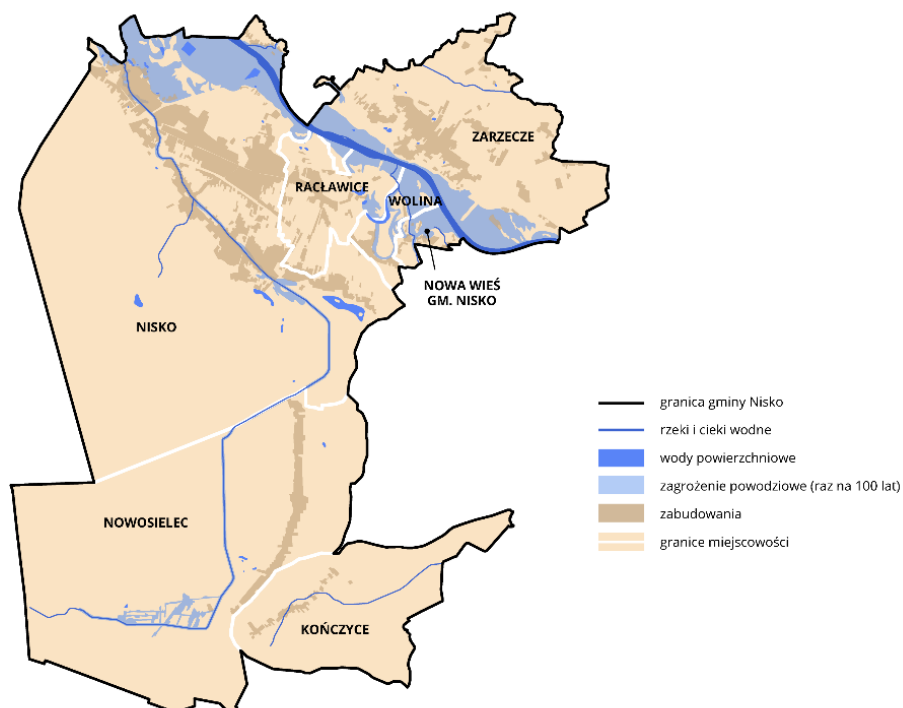 ZARZECZE
RACŁAWICE
WOLINA
NOWA WIEŚ
GM. NISKO
NISKO
NOWOSIELEC
KOŃCZYCE
granica gminy Nisko
rzeki i cieki wodne
wody powierzchniowe
zagrożenie powodziowe (raz na 100 lat)
zabudowania
granice miejscowości